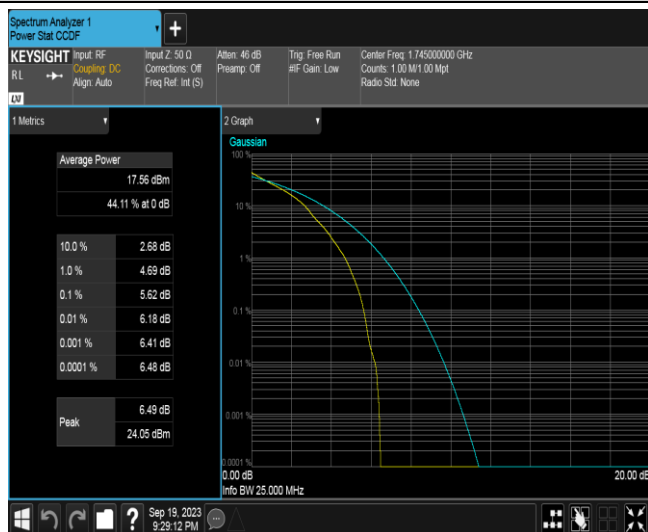 Spectrum Analyzer 1
Power Stat CCDF
+
KEYSIGHT
RL
LXI
Input: RF
Coupling: DC
Align: Auto
Input Z: 50 Ω
Corrections: Off
Freq Ref: Int (S)
Atten: 46 dB
Preamp: Off
Trig: Free Run
#IF Gain: Low
Center Freq: 1.745000000 GHz
Counts: 1.00 M/1.00 Mpt
Radio Std: None
1 Metrics
Average Power
17.56 dBm
44.11 % at 0 dB
10.0 % 2.68 dB
1.0 % 4.69 dB
0.1 % 5.62 dB
0.01 % 6.18 dB
0.001 % 6.41 dB
0.0001 % 6.48 dB
Peak
6.49 dB
24.05 dBm
2 Graph
Gaussian
100 %
10 %
1 %
0.1 %
0.01 %
0.001 %
0.0001 %
0.00 dB
20.00 dB
Info BW 25.000 MHz
?
Sep 19, 2023
9:29:12 PM